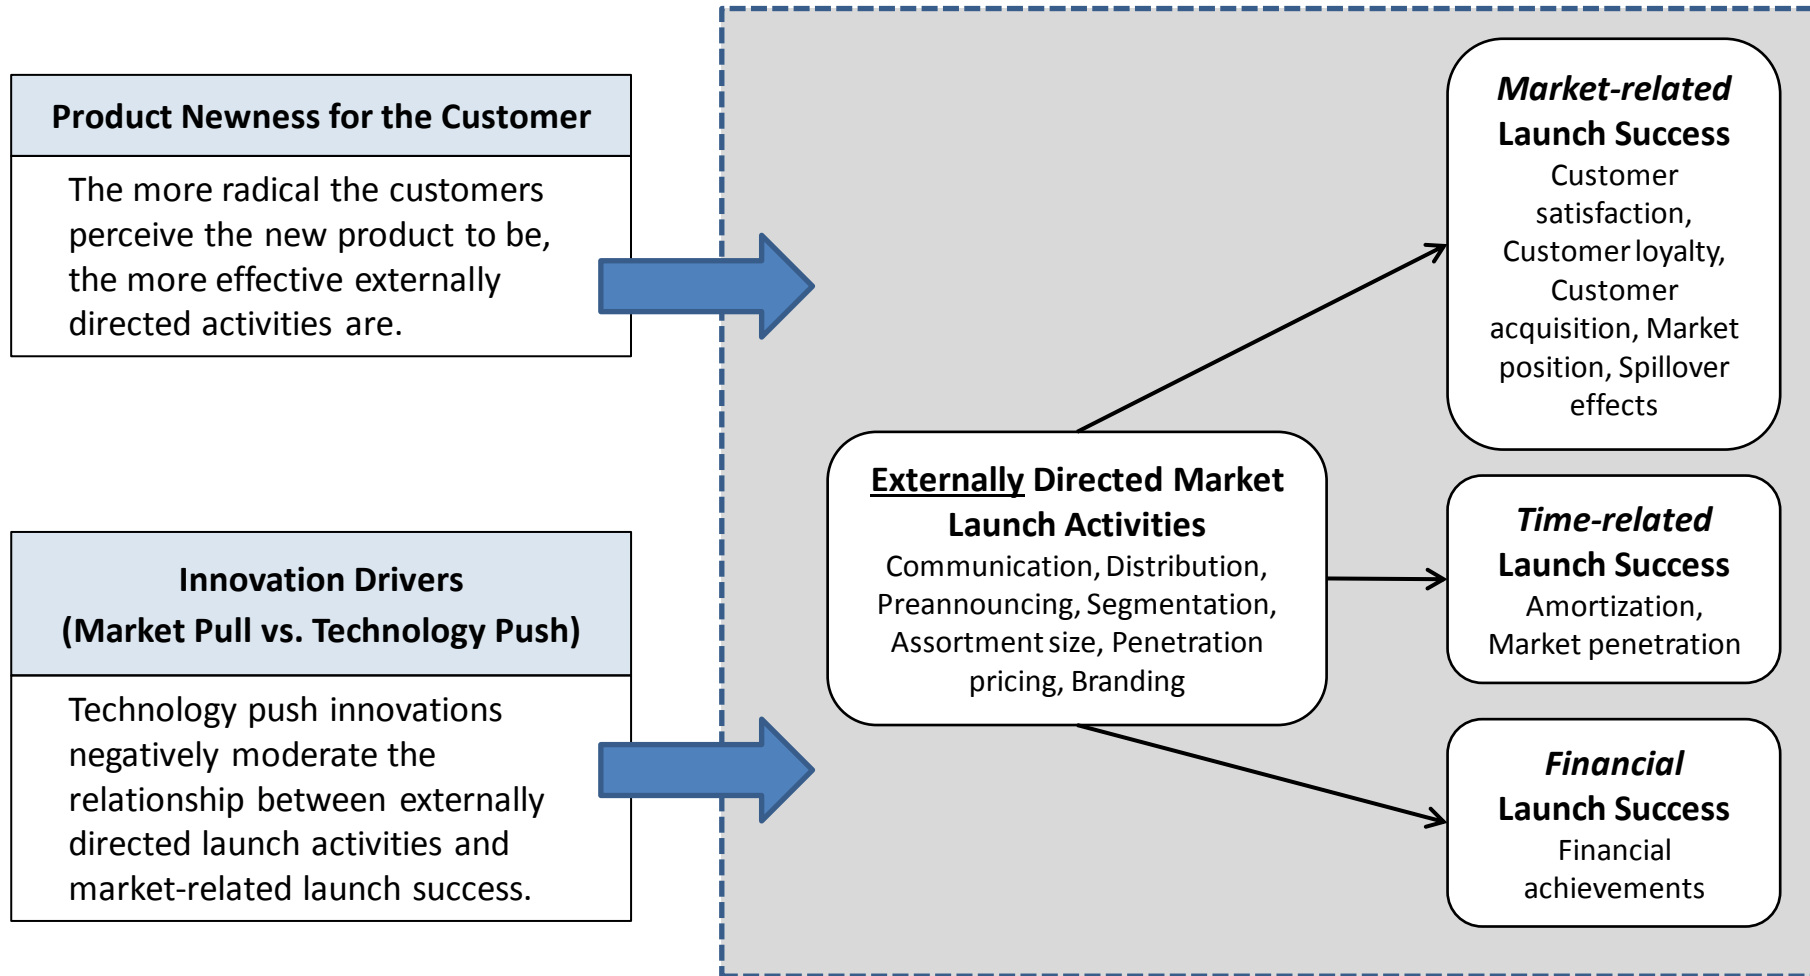 Product Newness for the Customer
The more radical the customers
perceive the new product to be,
the more effective externally
directed activities are.
Innovation Drivers
(Market Pull vs. Technology Push)
Technology push innovations
negatively moderate the
relationship between externally
directed launch activities and
market-related launch success.
Externally Directed Market
Launch Activities
Communication, Distribution,
Preannouncing, Segmentation,
Assortment size, Penetration
pricing, Branding
Market-related
Launch Success
Customer
satisfaction,
Customer loyalty,
Customer
acquisition, Market
position, Spillover
effects
Time-related
Launch Success
Amortization,
Market penetration
Financial
Launch Success
Financial
achievements